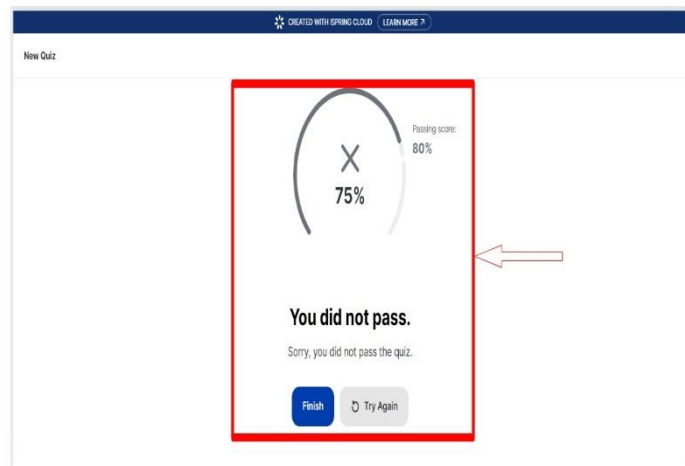 CREATED WITH ISPRING CLOUD LEARN MORE
New Quiz
Passing score:
80%
75%
You did not pass.
Sorry, you did not pass the quiz.
Finish Try Again